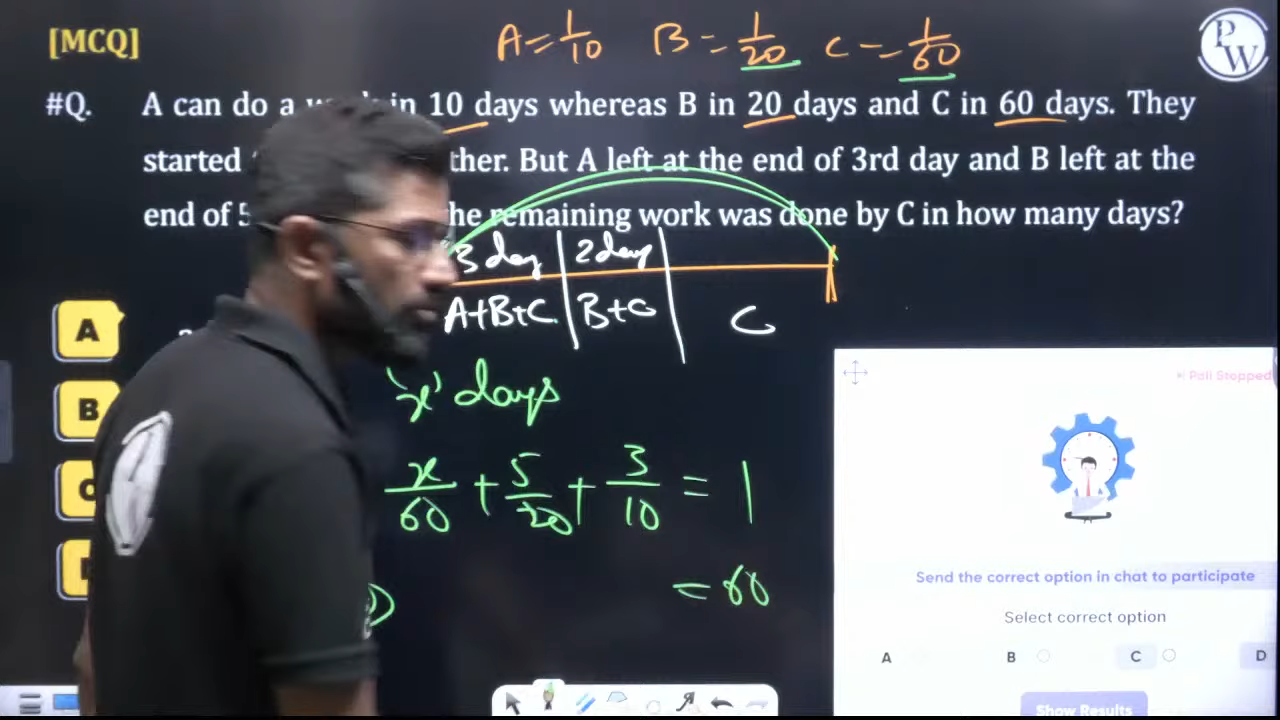 [MCQ]
A = 1/10 B = 1/20 C = 1/60
P W
#Q. A can do a in 10 days whereas B in 20 days and C in 60 days. They
started ther. But A left at the end of 3rd day and B left at the
end of 5 he remaining work was done by C in how many days?
3 day 2 day
A+B+C B+C C
A
'x' days
B
x/60 + 5/20 + 3/10 = 1
= 60
Poll Stopped
Send the correct option in chat to participate
Select correct option
A B C D
Show Results